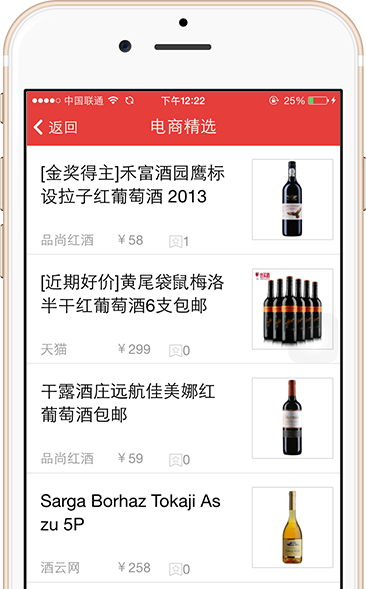 中国联通 下午12:22 25%
返回 电商精选
[金奖得主]禾富酒园鹰标
设拉子红葡萄酒 2013
品尚红酒 ￥58 1
[近期好价]黄尾袋鼠梅洛
半干红葡萄酒6支包邮
天猫 ￥299 0
干露酒庄远航佳美娜红
葡萄酒包邮
品尚红酒 ￥59 0
Sarga Borhaz Tokaji As
zu 5P
酒云网 ￥258 0